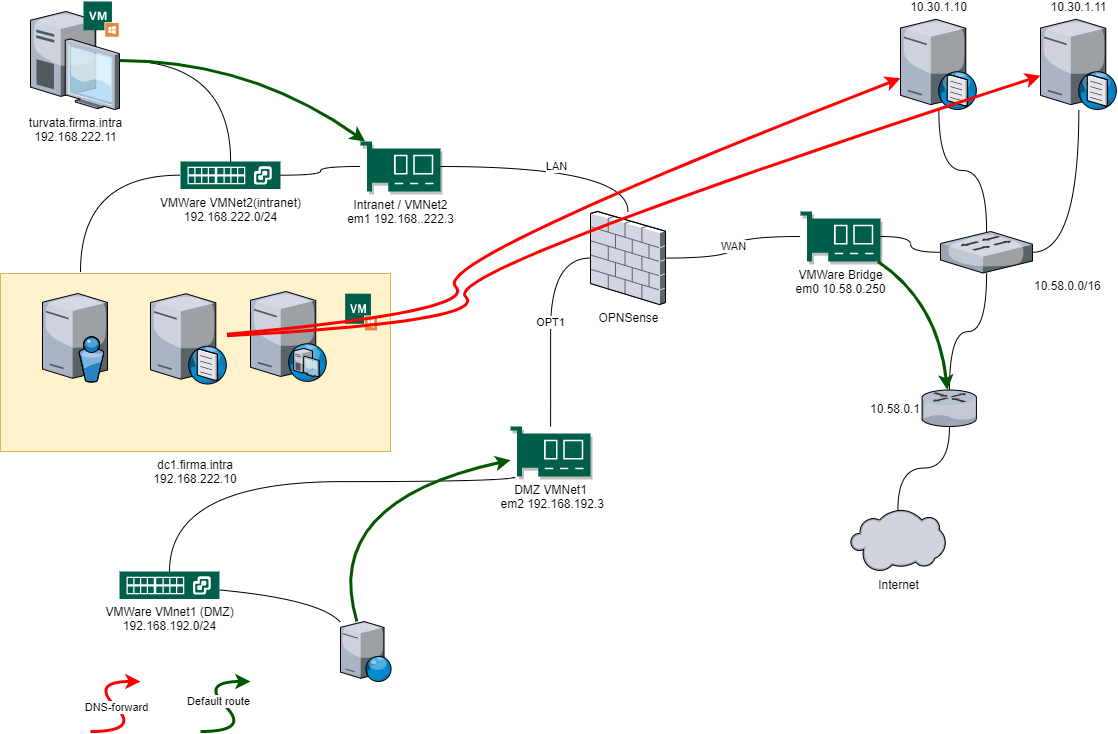 10.30.1.10
10.30.1.11
VM
turvata.firma.intra
192.168.222.11
LAN
VMWare VMNet2(intranet)
192.168.222.0/24
Intranet / VMNet2
em1 192.168..222.3
WAN
VMWare Bridge
em0 10.58.0.250
10.58.0.0/16
VM
OPNSense
OPT1
10.58.0.1
dc1.firma.intra
192.168.222.10
DMZ VMNet1
em2 192.168.192.3
Internet
VMWare VMnet1 (DMZ)
192.168.192.0/24
DNS-forward
Default route